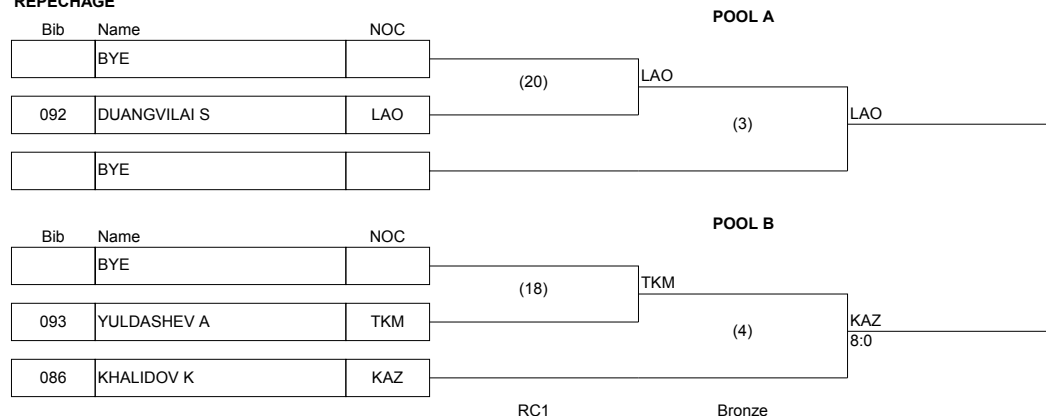 REPECHAGE
POOL A
Bib Name NOC
BYE
(20)
LAO
092 DUANGVILAI S LAO
(3)
LAO
BYE
POOL B
Bib Name NOC
BYE
(18)
TKM
093 YULDASHEV A TKM
(4)
KAZ
8:0
086 KHALIDOV K KAZ
RC1 Bronze